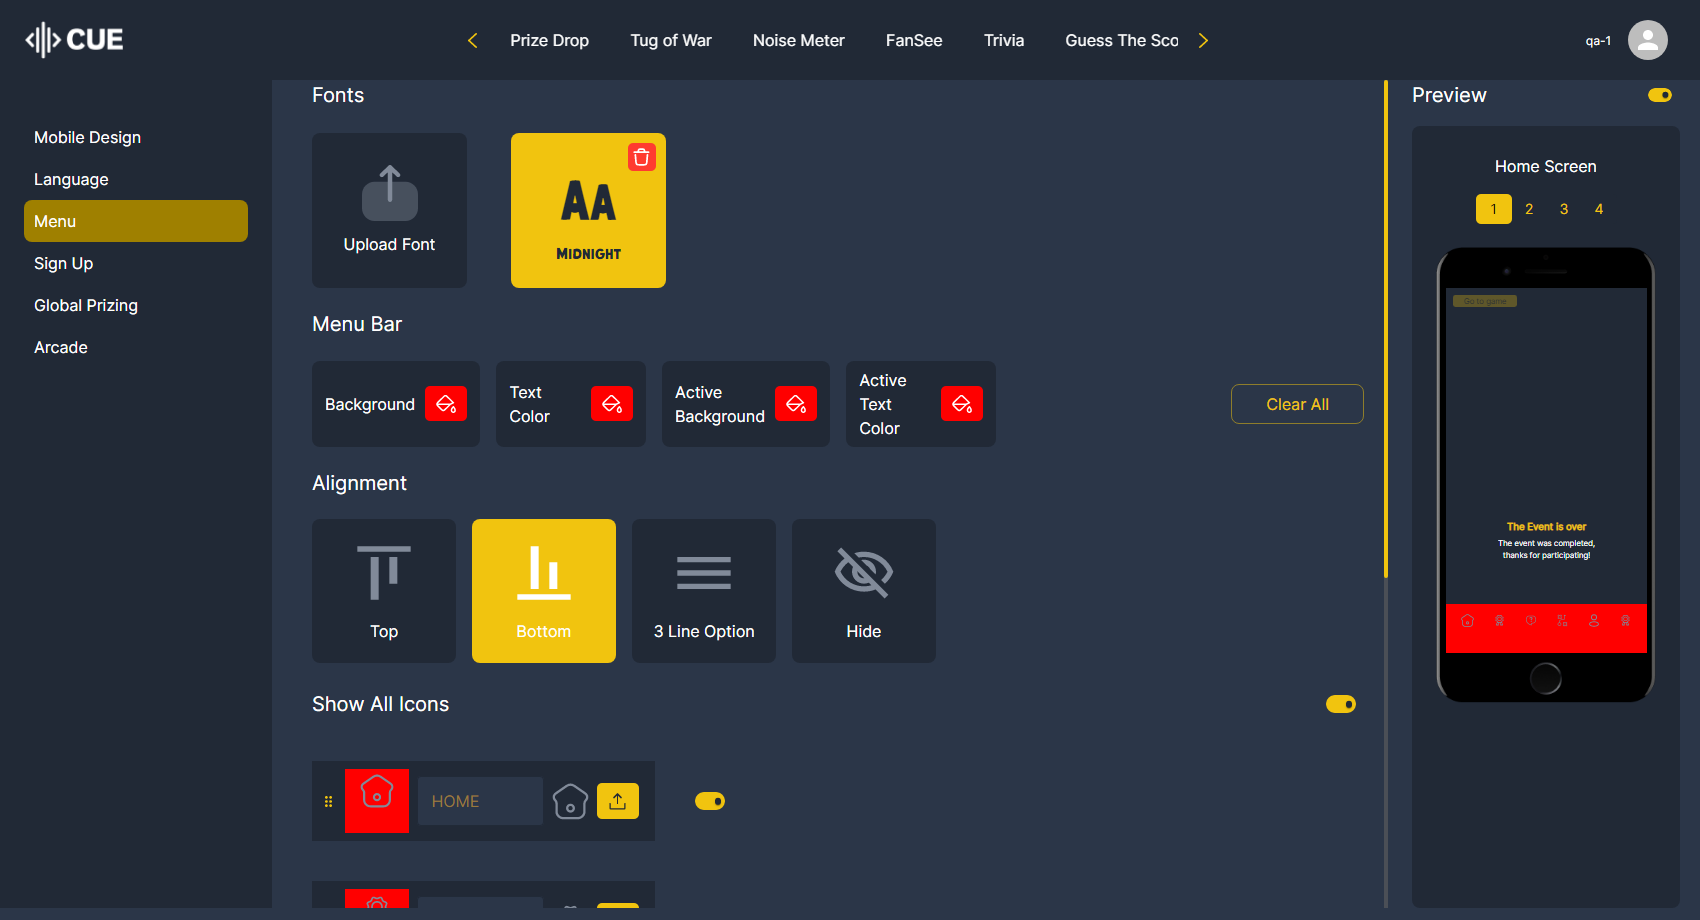 CUE
Prize Drop
Tug of War
Noise Meter
FanSee
Trivia
Guess The Sco
qa-1
Mobile Design
Language
Menu
Sign Up
Global Prizing
Arcade
Fonts
Upload Font
AA
MIDNIGHT
Menu Bar
Background
Text
Color
Active
Background
Active
Text
Color
Clear All
Alignment
Top
Bottom
3 Line Option
Hide
Show All Icons
HOME
Preview
Home Screen
1 2 3 4
Go to game
The Event is over
The event was completed,
thanks for participating!